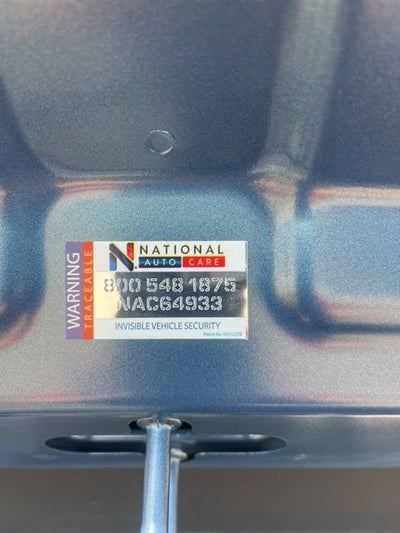 WARNING
TRACEABLE
N NATIONAL
AUTO CARE
800 548 1875
NAC64933
INVISIBLE VEHICLE SECURITY